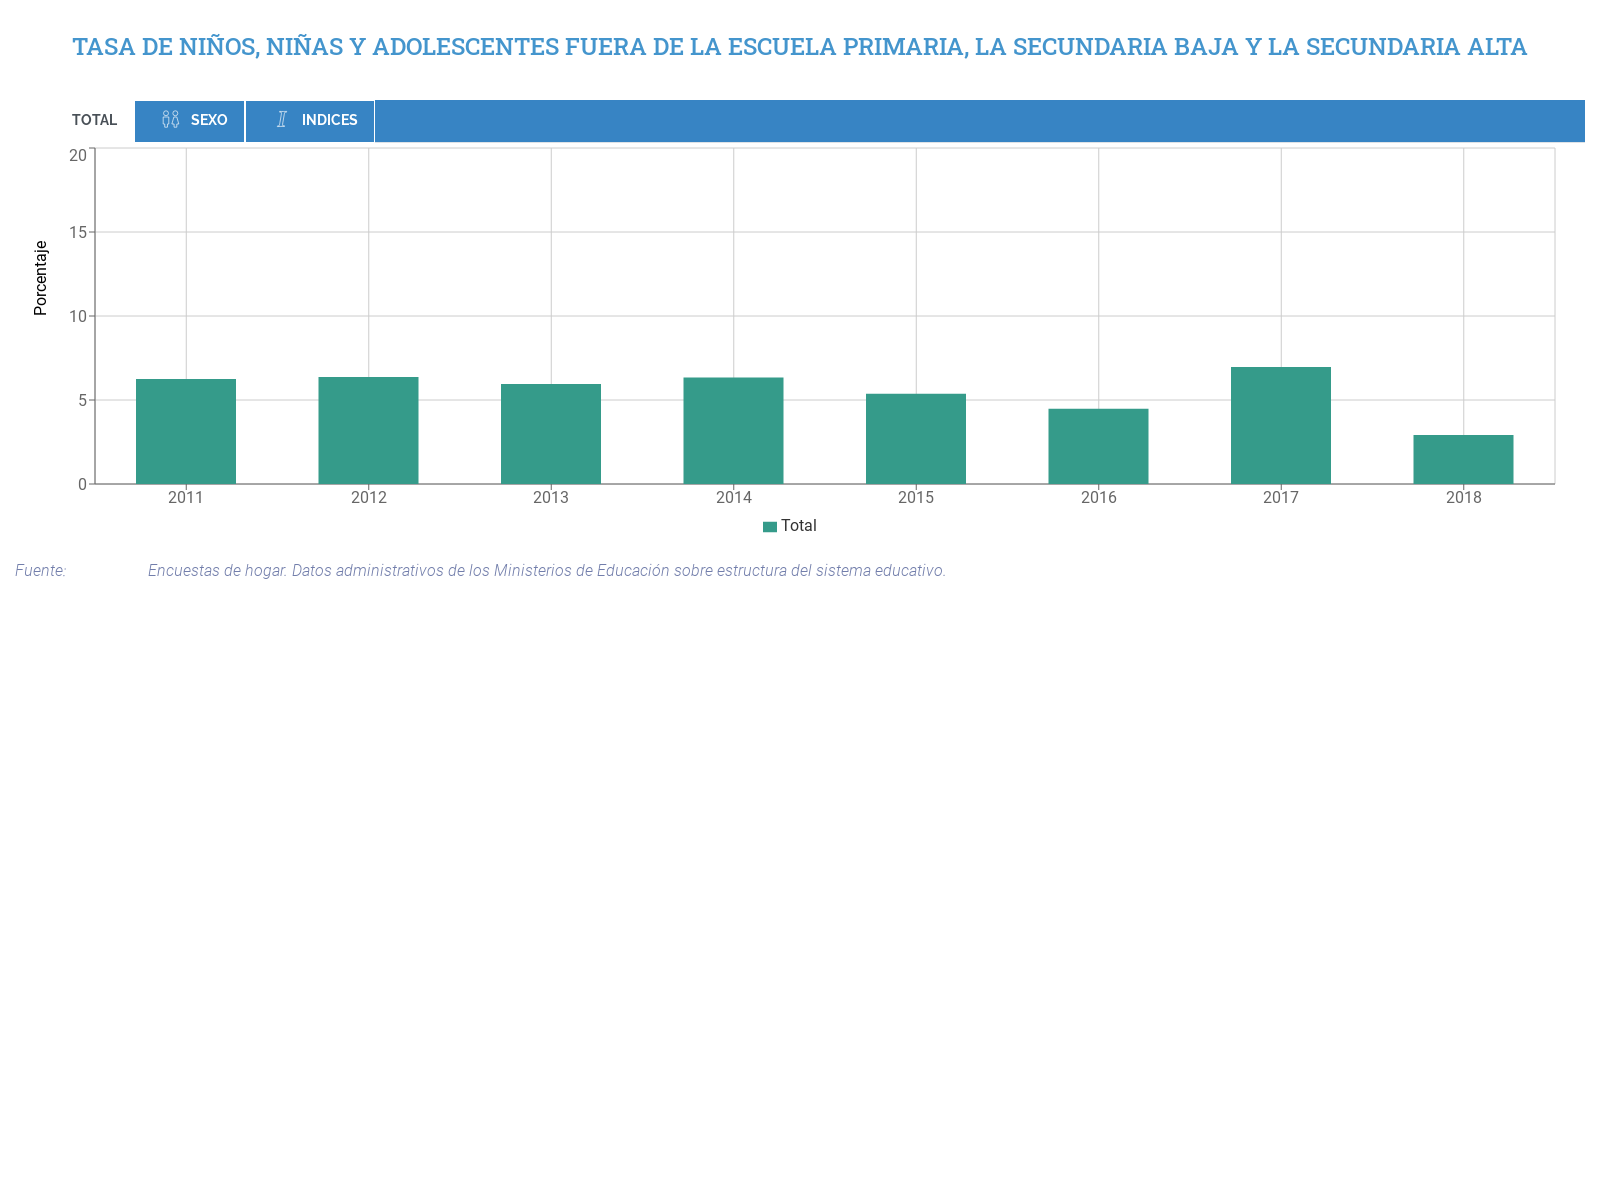 TASA DE NIÑOS, NIÑAS Y ADOLESCENTES FUERA DE LA ESCUELA PRIMARIA, LA SECUNDARIA BAJA Y LA SECUNDARIA ALTA
TOTAL SEXO INDICES
Porcentaje
20
15
10
5
0
2011 2012 2013 2014 2015 2016 2017 2018
Total
Fuente: Encuestas de hogar. Datos administrativos de los Ministerios de Educación sobre estructura del sistema educativo.